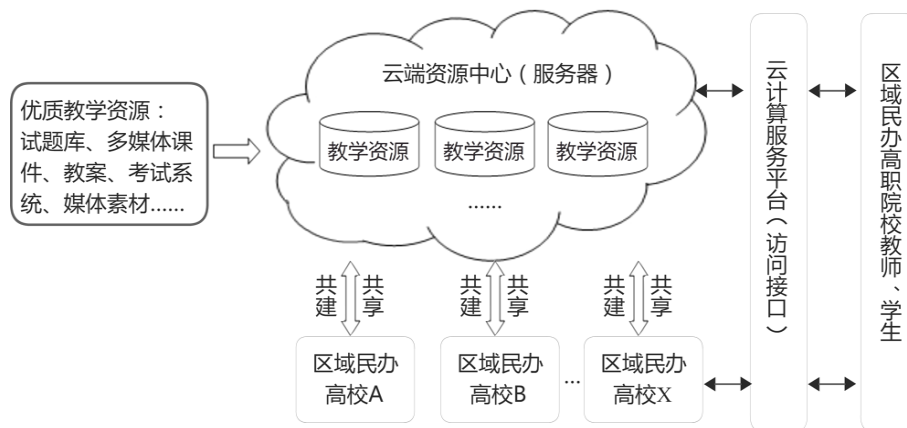 云端资源中心（服务器）
优质教学资源：
试题库、多媒体课
件、教案、考试系
统、媒体素材......
教学资源
教学资源
教学资源
......
共建
共享
共建
共享
共建
共享
区域民办
高校A
区域民办
高校B
...
区域民办
高校X
云计算服务平台（访问接口）
区域民办高职院校教师、学生